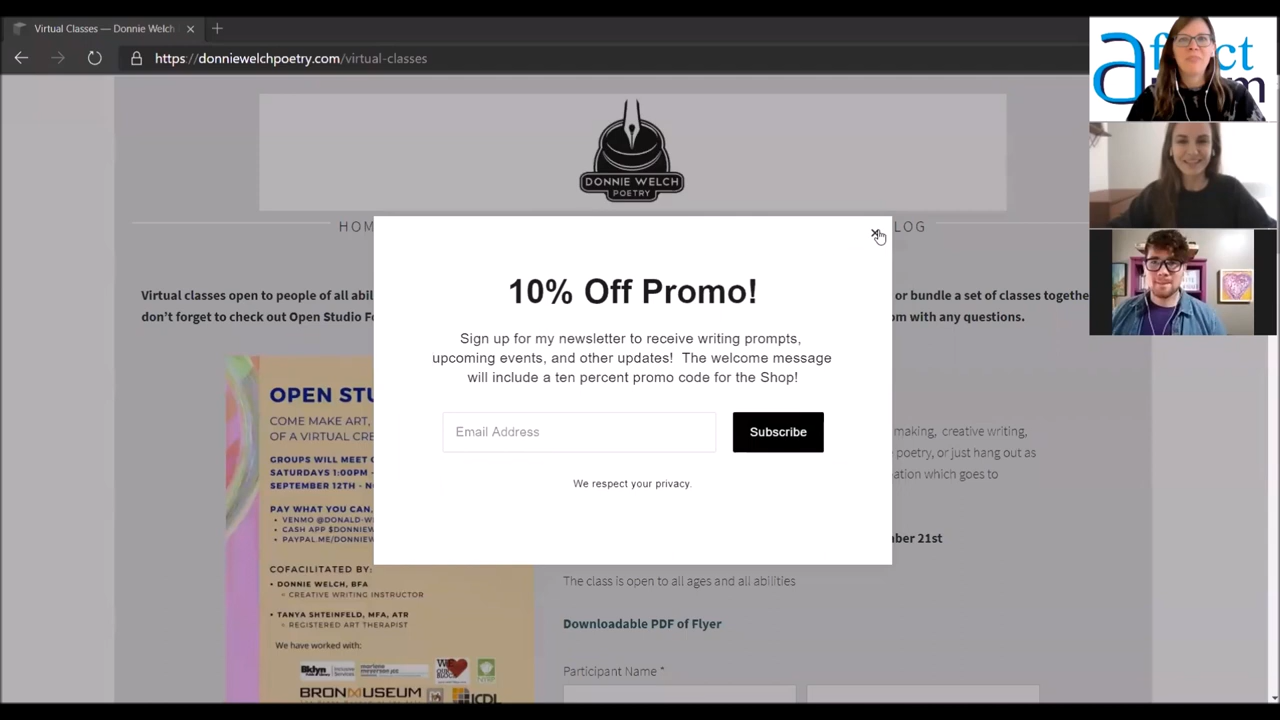 Virtual Classes — Donnie Welch
https://donniewelchpoetry.com/virtual-classes
DONNIE WELCH
POETRY
HOM
LOG
Virtual classes open to people of all abil
or bundle a set of classes togethe
don't forget to check out Open Studio Fo
om with any questions.
10% Off Promo!
Sign up for my newsletter to receive writing prompts,
upcoming events, and other updates! The welcome message
will include a ten percent promo code for the Shop!
Email Address
Subscribe
We respect your privacy.
OPEN STU
COME MAKE ART,
OF A VIRTUAL CRE
GROUPS WILL MEET O
SATURDAYS 1:00PM -
SEPTEMBER 12TH - N
PAY WHAT YOU CAN,
• VENMO @DONALD-W
• CASH APP $DONNIEW
• PAYPAL.ME/DONNIEW
COFACILITATED BY:
• DONNIE WELCH, BFA
○ CREATIVE WRITING INSTRUCTOR
• TANYA SHTEINFELD, MFA, ATR
○ REGISTERED ART THERAPIST
We have worked with:
Bklyn
BRONXMUSEUM
ICDL
making, creative writing,
poetry, or just hang out as
ation which goes to
ber 21st
The class is open to all ages and all abilities
Downloadable PDF of Flyer
Participant Name *